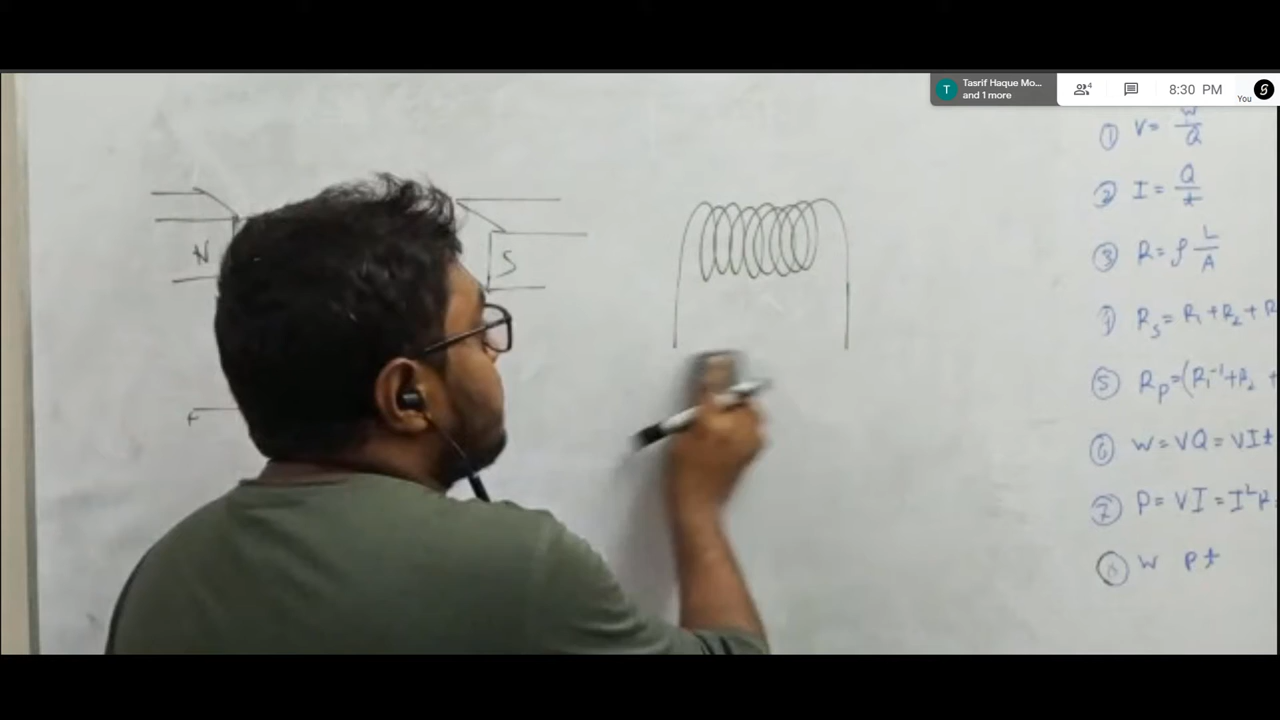 Tasrif Haque Mo...
and 1 more
4
8:30 PM
You
T
N
S
① V = W/Q
② I = Q/t
③ R = ρ L/A
④ Rs = R₁ + R₂ + R
⑤ Rp = (R₁⁻¹ + R₂ +
⑥ W = VQ = VIt
⑦ P = VI = I²R
⑧ W Pt